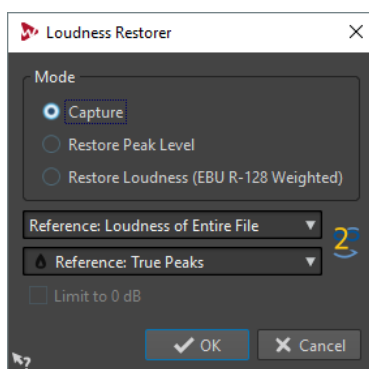 Loudness Restorer
Mode
Capture
Restore Peak Level
Restore Loudness (EBU R-128 Weighted)
Reference: Loudness of Entire File
2
Reference: True Peaks
Limit to 0 dB
OK
Cancel
?